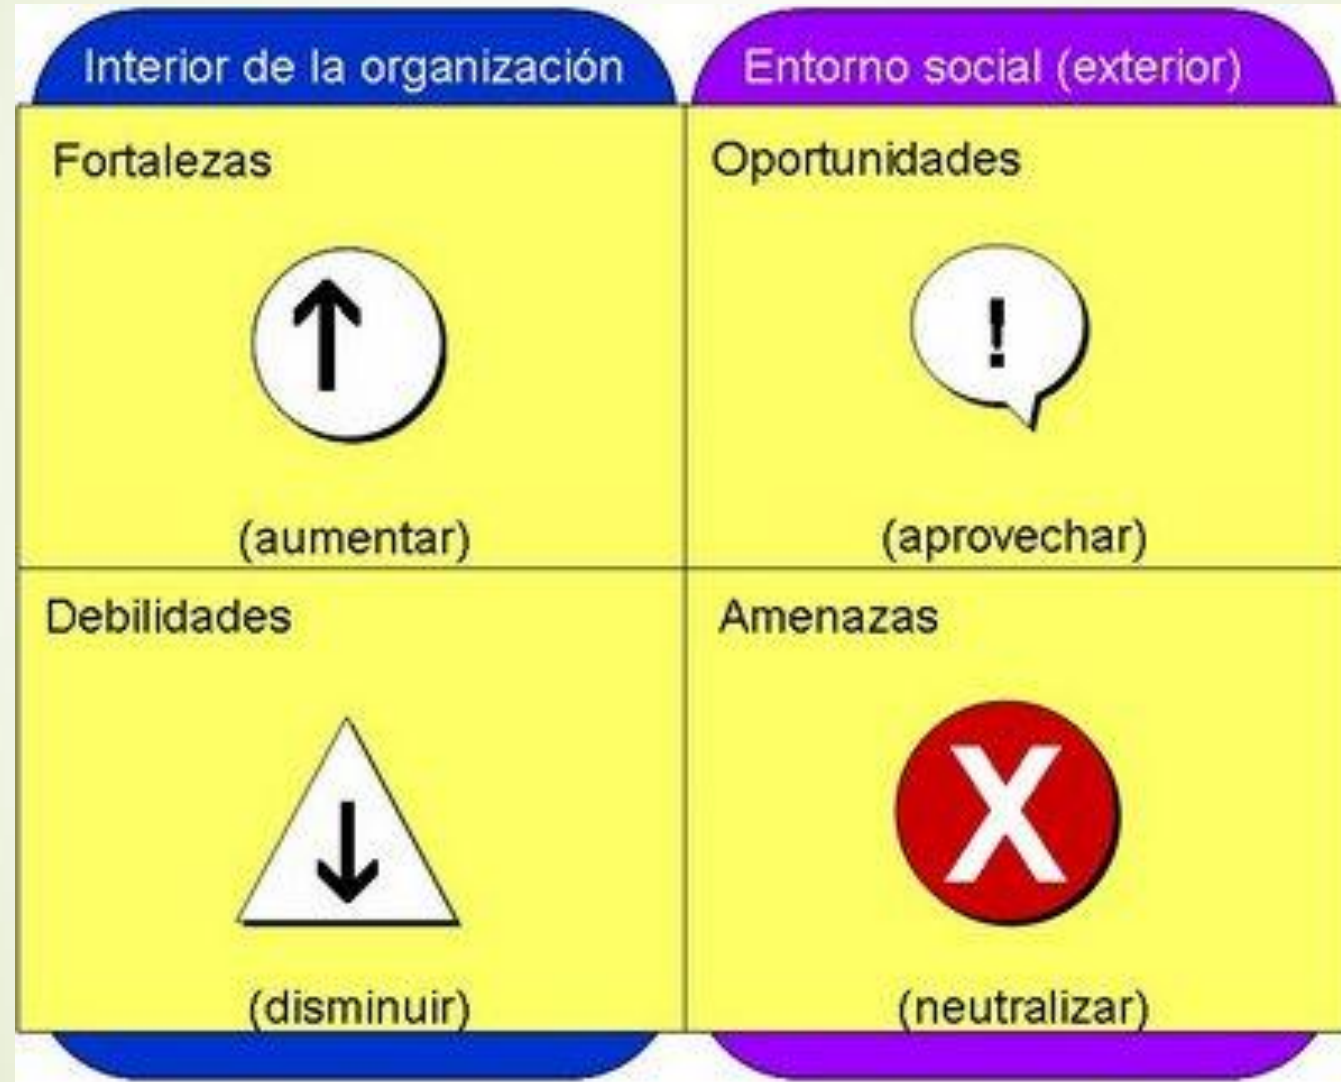 Interior de la organización
Entorno social (exterior)
Fortalezas
Oportunidades
!
(aumentar)
(aprovechar)
Debilidades
Amenazas
X
(disminuir)
(neutralizar)